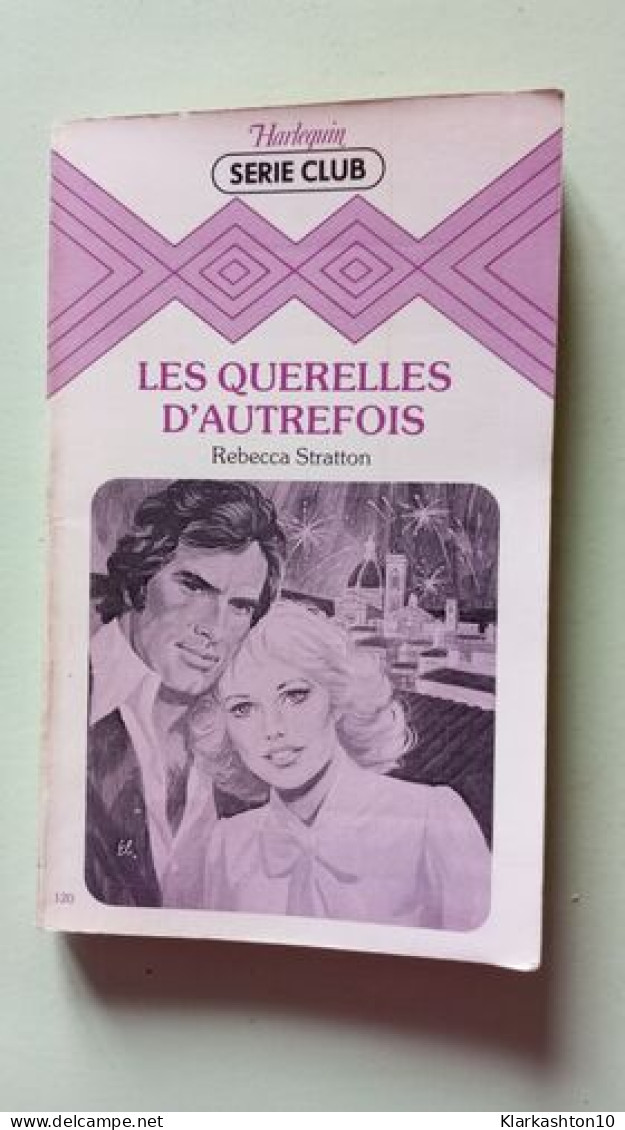 Harlequin
SERIE CLUB
LES QUERELLES
D'AUTREFOIS
Rebecca Stratton
120
www.delcampe.net
Klarkashton10